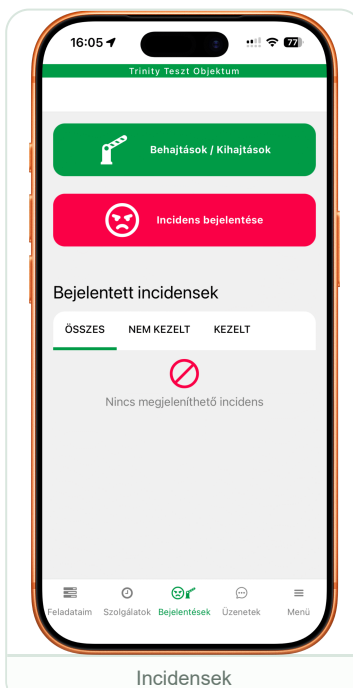 16:05
77
Trinity Teszt Objektum
Behajtások / Kihajtások
Incidens bejelentése
Bejelentett incidensek
ÖSSZES NEM KEZELT KEZELT
Nincs megjeleníthető incidens
Feladataim Szolgálatok Bejelentések Üzenetek Menü
Incidensek